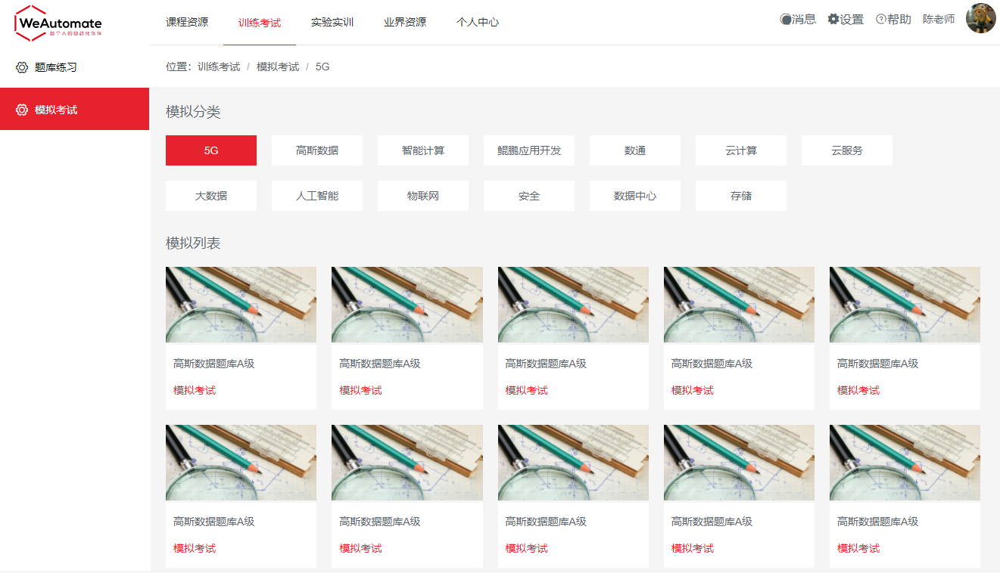 WeAutomate
每个人的自动化伙伴
课程资源 训练考试 实验实训 业界资源 个人中心 消息 设置 帮助 陈老师
题库练习
模拟考试
位置：训练考试 / 模拟考试 / 5G
模拟分类
5G 高斯数据 智能计算 鲲鹏应用开发 数通 云计算 云服务
大数据 人工智能 物联网 安全 数据中心 存储
模拟列表
高斯数据题库A级 高斯数据题库A级 高斯数据题库A级 高斯数据题库A级 高斯数据题库A级
模拟考试 模拟考试 模拟考试 模拟考试 模拟考试
高斯数据题库A级 高斯数据题库A级 高斯数据题库A级 高斯数据题库A级 高斯数据题库A级
模拟考试 模拟考试 模拟考试 模拟考试 模拟考试